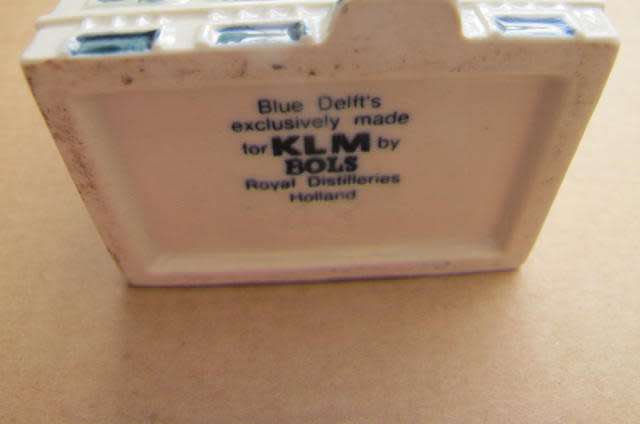 Blue Delft's
exclusively made
for KLM by
BOLS
Royal Distilleries
Holland